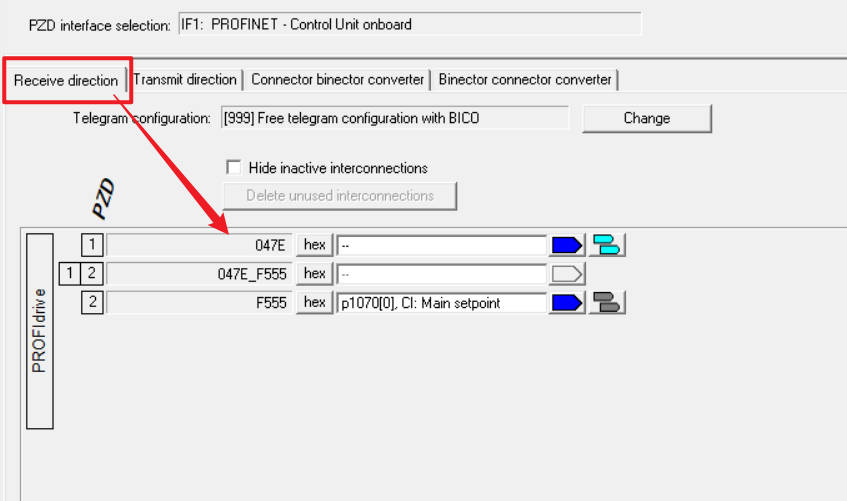 PZD interface selection: IF1: PROFINET - Control Unit onboard
Receive direction Transmit direction Connector binector converter Binector connector converter
Telegram configuration: [999] Free telegram configuration with BICO Change
Hide inactive interconnections
PZD
Delete unused interconnections
1 047E hex --
1 2 047E_F555 hex --
2 F555 hex p1070[0], CI: Main setpoint
PROFIdrive